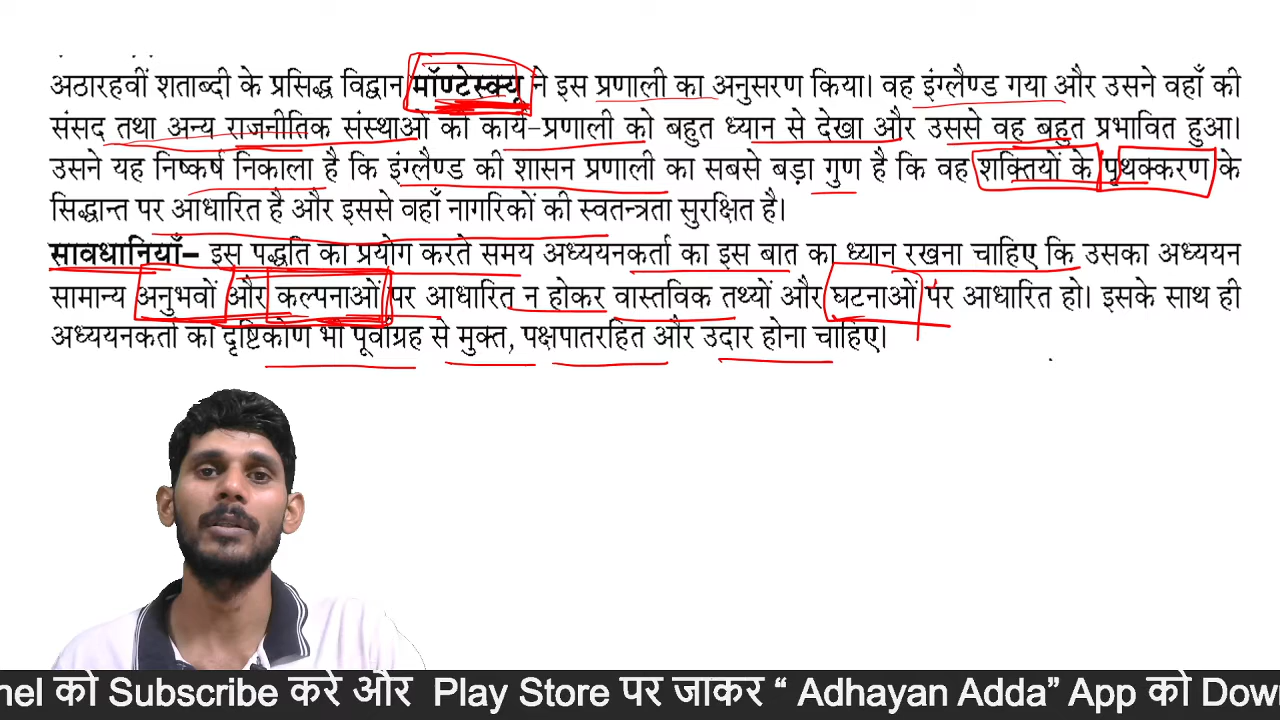 अठारहवीं शताब्दी के प्रसिद्ध विद्वान मॉण्टेस्क्यू ने इस प्रणाली का अनुसरण किया। वह इंग्लैण्ड गया और उसने वहाँ की
संसद तथा अन्य राजनीतिक संस्थाओं की कार्य-प्रणाली को बहुत ध्यान से देखा और उससे वह बहुत प्रभावित हुआ।
उसने यह निष्कर्ष निकाला है कि इंग्लैण्ड की शासन प्रणाली का सबसे बड़ा गुण है कि वह शक्तियों के पृथक्करण के
सिद्धान्त पर आधारित है और इससे वहाँ नागरिकों की स्वतन्त्रता सुरक्षित है।
सावधानियाँ– इस पद्धति का प्रयोग करते समय अध्ययनकर्ता का इस बात का ध्यान रखना चाहिए कि उसका अध्ययन
सामान्य अनुभवों और कल्पनाओं पर आधारित न होकर वास्तविक तथ्यों और घटनाओं पर आधारित हो। इसके साथ ही
अध्ययनकर्ता का दृष्टिकोण भी पूर्वाग्रह से मुक्त, पक्षपातरहित और उदार होना चाहिए।
nel को Subscribe करे और Play Store पर जाकर “ Adhayan Adda” App को Dow